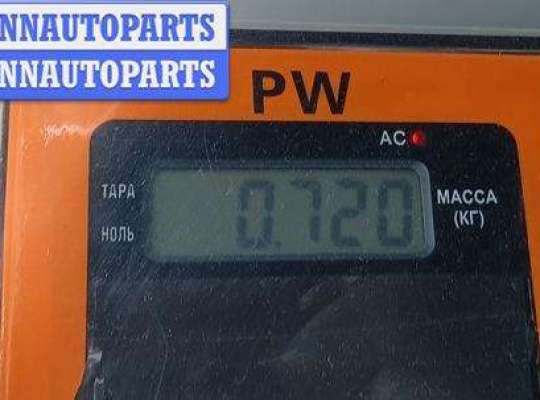 NNAUTOPARTS
NNAUTOPARTS
PW
AC
ТАРА
0.720
МАССА
(КГ)
НОЛЬ